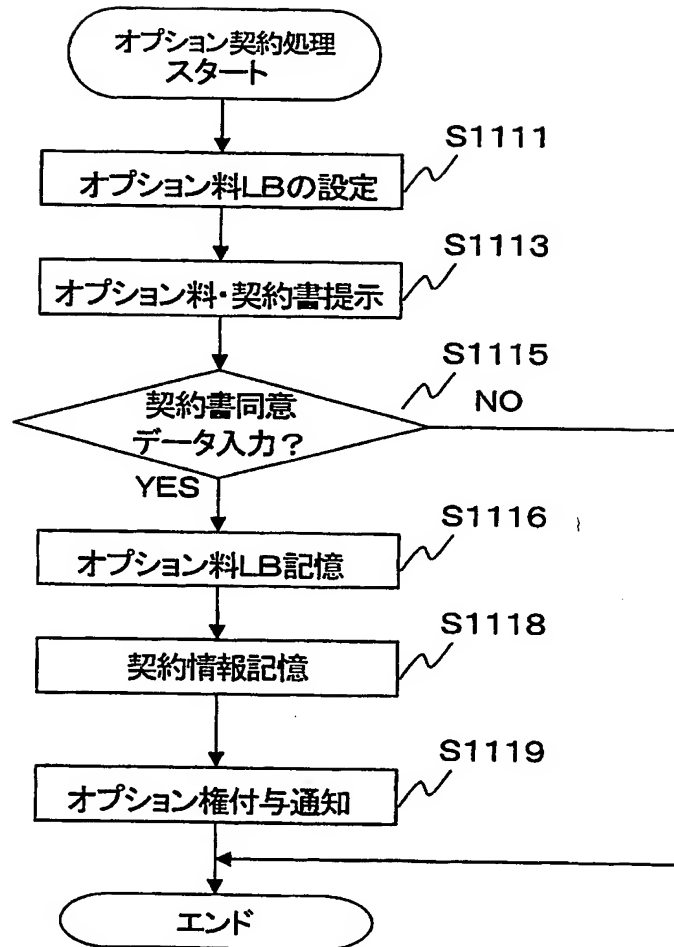 オプション契約処理
スタート
S1111
オプション料LBの設定
S1113
オプション料・契約書提示
S1115
契約書同意
データ入力?
NO
YES
S1116
オプション料LB記憶
S1118
契約情報記憶
S1119
オプション権付与通知
エンド